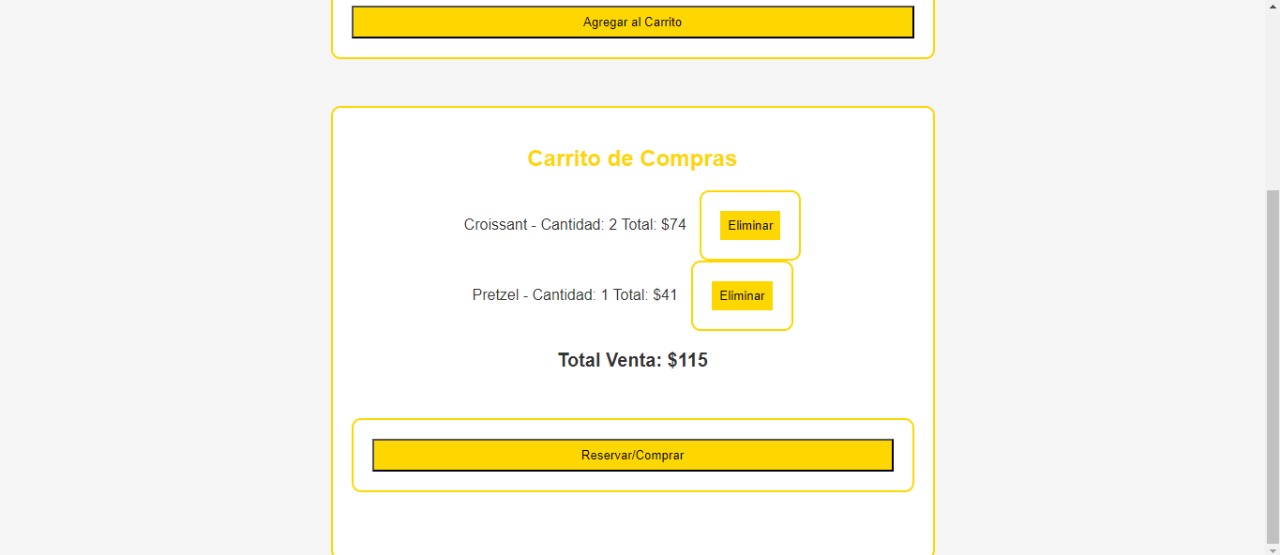 Agregar al Carrito
Carrito de Compras
Croissant - Cantidad: 2 Total: $74 Eliminar
Pretzel - Cantidad: 1 Total: $41 Eliminar
Total Venta: $115
Reservar/Comprar